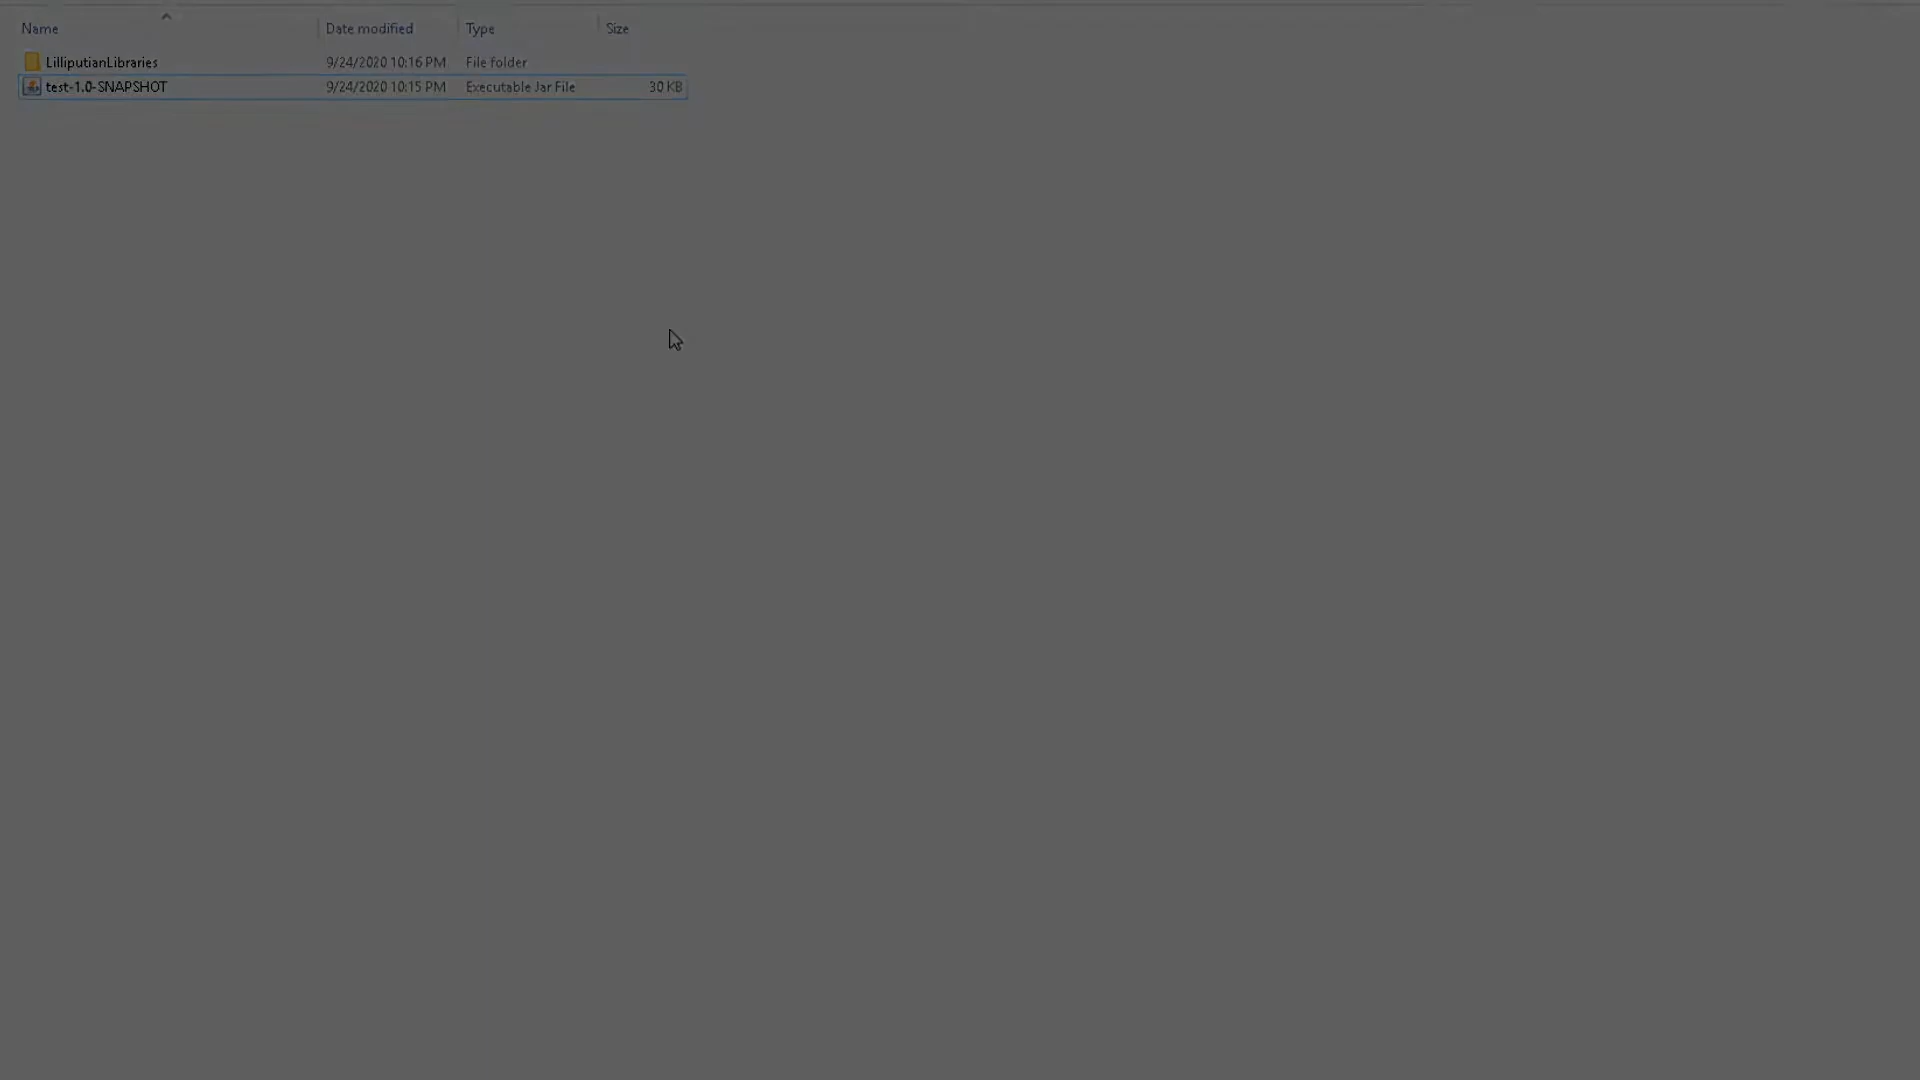 Name Date modified Type Size
LilliputianLibraries 9/24/2020 10:16 PM File folder
test-1.0-SNAPSHOT 9/24/2020 10:15 PM Executable Jar File 30 KB